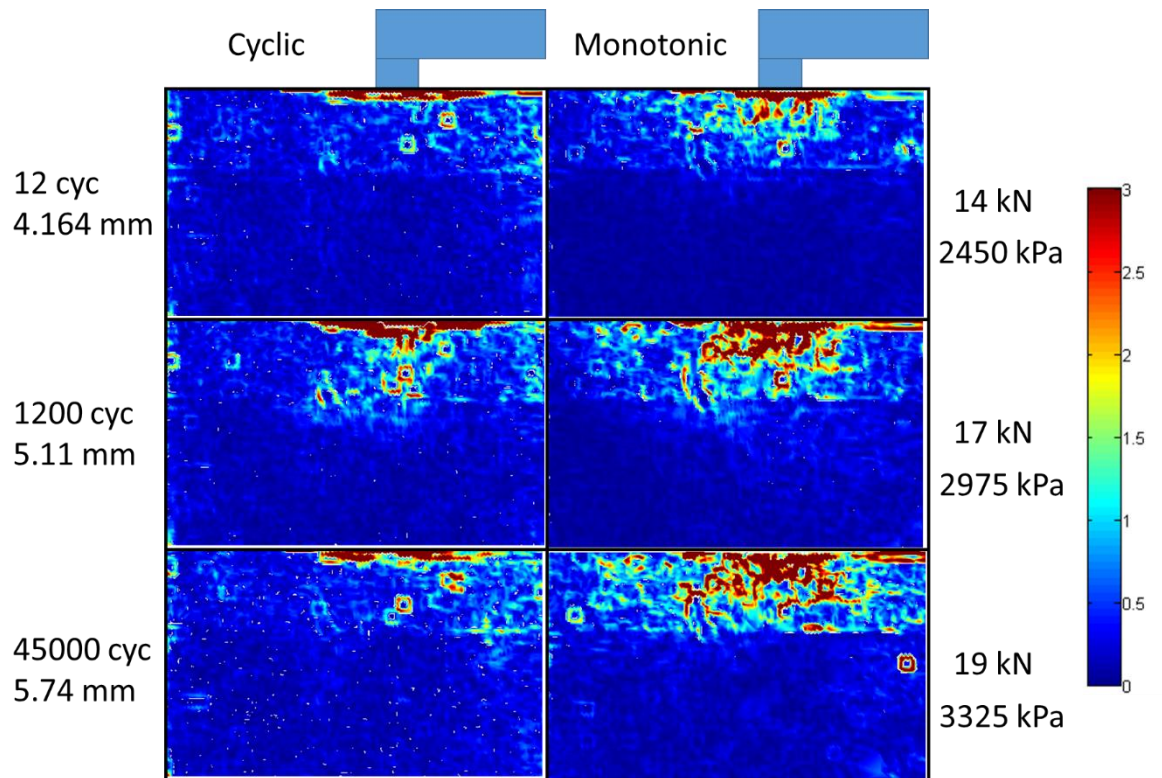 Cyclic
Monotonic
12 cyc
4.164 mm
14 kN
2450 kPa
1200 cyc
5.11 mm
17 kN
2975 kPa
45000 cyc
5.74 mm
19 kN
3325 kPa
3
2.5
2
1.5
1
0.5
0